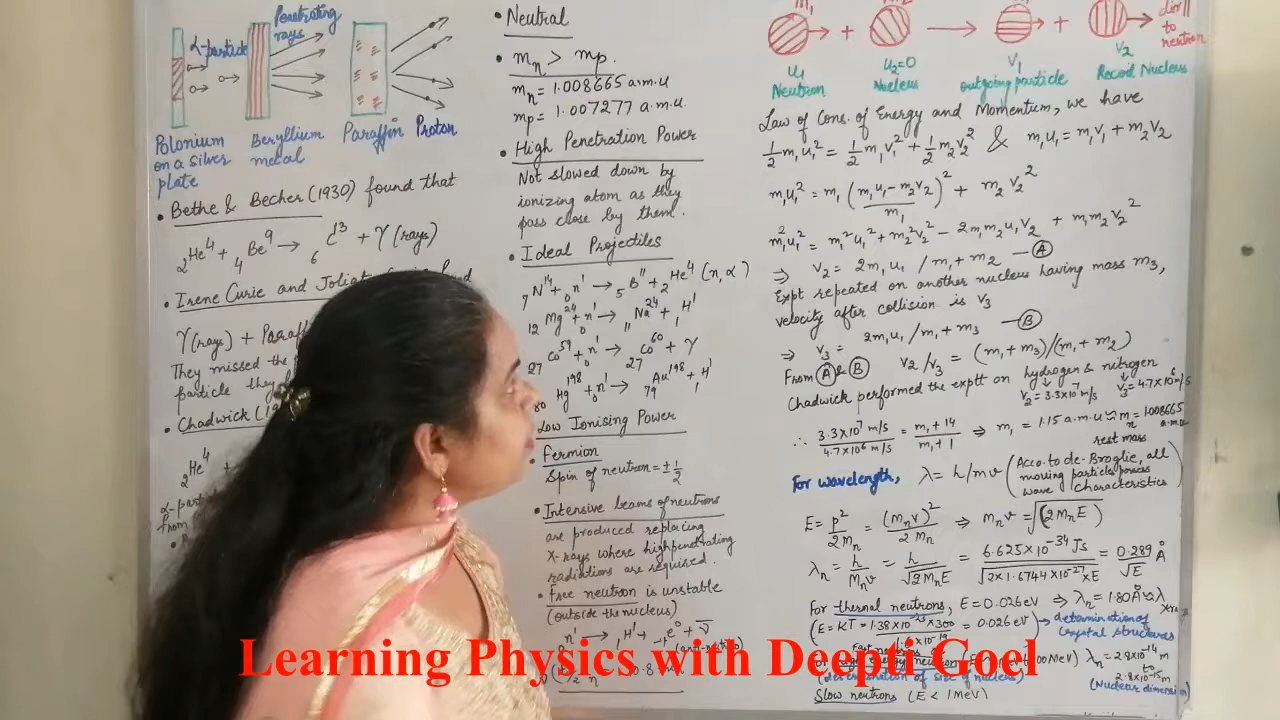 Penetrating
rays
α-particle
Polonium
on a silver
plate
Beryllium
metal
Paraffin
Proton
• Bethe & Becher (1930) found that
₂He⁴ + ₄Be⁹ → ₆C¹³ + γ (rays)
• Irene Curie and Joliot
γ(rays) + Paraff
They missed the
particle they
• Chadwick (1
₂He⁴ +
α-parti
from
• Neutral
• mₙ > mp.
mₙ = 1.008665 a.m.u
mp = 1.007277 a.m.u.
• High Penetration Power
Not slowed down by
ionizing atom as they
pass close by them.
• Ideal Projectiles
₇N¹⁴ + ₀n¹ → ₅B¹¹ + ₂He⁴ (n,α)
₁₂Mg²⁴ + ₀n¹ → ₁₁Na²⁴ + ₁H¹
₂₇Co⁵⁹ + ₀n¹ → ₂₇Co⁶⁰ + γ
₈₀Hg¹⁹⁸ + ₀n¹ → ₇₉Au¹⁹⁸ + ₁H¹
Low Ionising Power
• Fermion
Spin of neutron = ±1/2
• Intensive beams of neutrons
are produced replacing
X-rays where high penetrating
radiations are required.
• Free neutron is unstable
(outside the nucleus)
₀n¹ → ₁H¹ + ₋₁e⁰ + ν̄
m₁ + → + →
u₁ u₂=0 v₁ v₂
Neutron Nucleus outgoing particle Recoil Nucleus
to
neutron
Law of Cons. of Energy and Momentum, we have
1/2 m₁u₁² = 1/2 m₁v₁² + 1/2 m₂v₂² & m₁u₁ = m₁v₁ + m₂v₂
m₁u₁² = m₁ ((m₁u₁ - m₂v₂)/m₁)² + m₂v₂²
m₁²u₁² = m₁²u₁² + m₂²v₂² - 2m₁m₂u₁v₂ + m₁m₂v₂²
⇒ v₂ = 2m₁u₁ / m₁+m₂ — (A)
Expt repeated on another nucleus having mass m₃,
velocity after collision is v₃
⇒ v₃ = 2m₁u₁ / m₁+m₃ — (B)
From (A) & (B) v₂/v₃ = (m₁+m₃)/(m₁+m₂)
Chadwick performed the exptt on hydrogen & nitrogen
v₂ = 3.3×10⁷ m/s v₃ = 4.7×10⁶ m/s
∴ 3.3×10⁷ m/s / 4.7×10⁶ m/s = m₁+14 / m₁+1 ⇒ m₁ = 1.15 a.m.u ≃ mₙ = 1.008665 a.m.u
rest mass
For wavelength, λ = h/mv (Acco. to de-Broglie, all
moving particles possess
wave characteristics)
E = p²/2mₙ = (mₙv)²/2mₙ ⇒ mₙv = √(2MₙE)
λₙ = h/Mₙv = h/√2MₙE = 6.625×10⁻³⁴ Js / √2×1.6744×10⁻²⁷×E = 0.289/√E Å
For thermal neutrons, E = 0.026 eV ⇒ λₙ = 1.80 Å ≈ λ X-rays
(E = KT = 1.38×10⁻²³×300 / 1.6×10⁻¹⁹ = 0.026 eV) → determination of
crystal structures
λₙ = 2.8×10⁻¹⁴ m
to
2.8×10⁻¹⁵ m
(determination of size of nucleus)
(Nuclear dimension)
Slow neutrons (E < 1 MeV)
Learning Physics with Deepti Goel